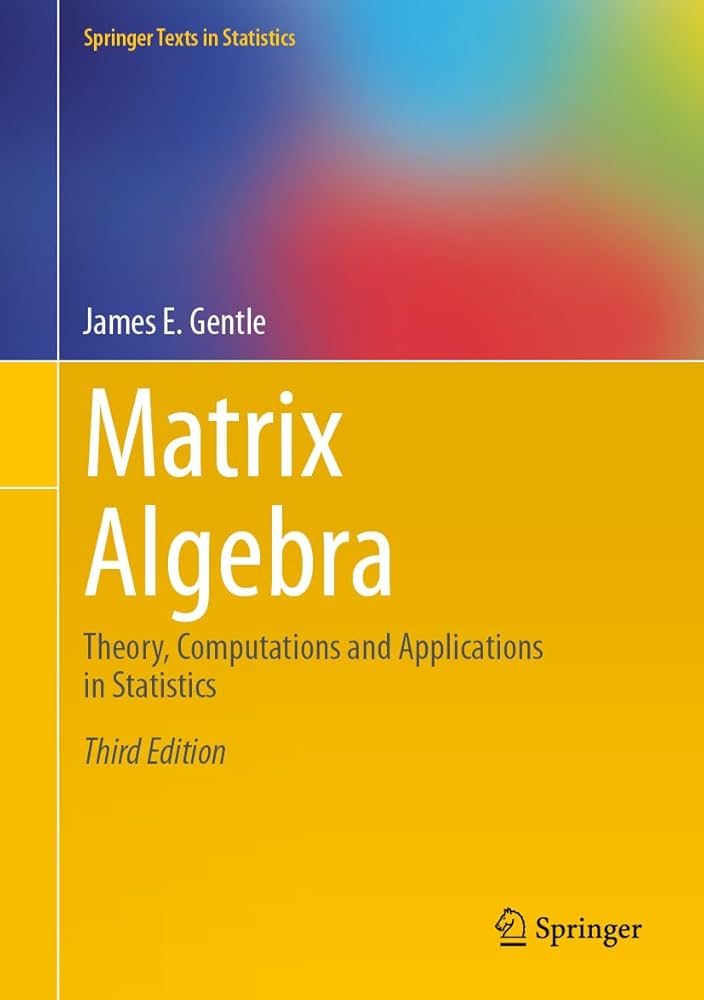 Springer Texts in Statistics
James E. Gentle
Matrix
Algebra
Theory, Computations and Applications
in Statistics
Third Edition
Springer